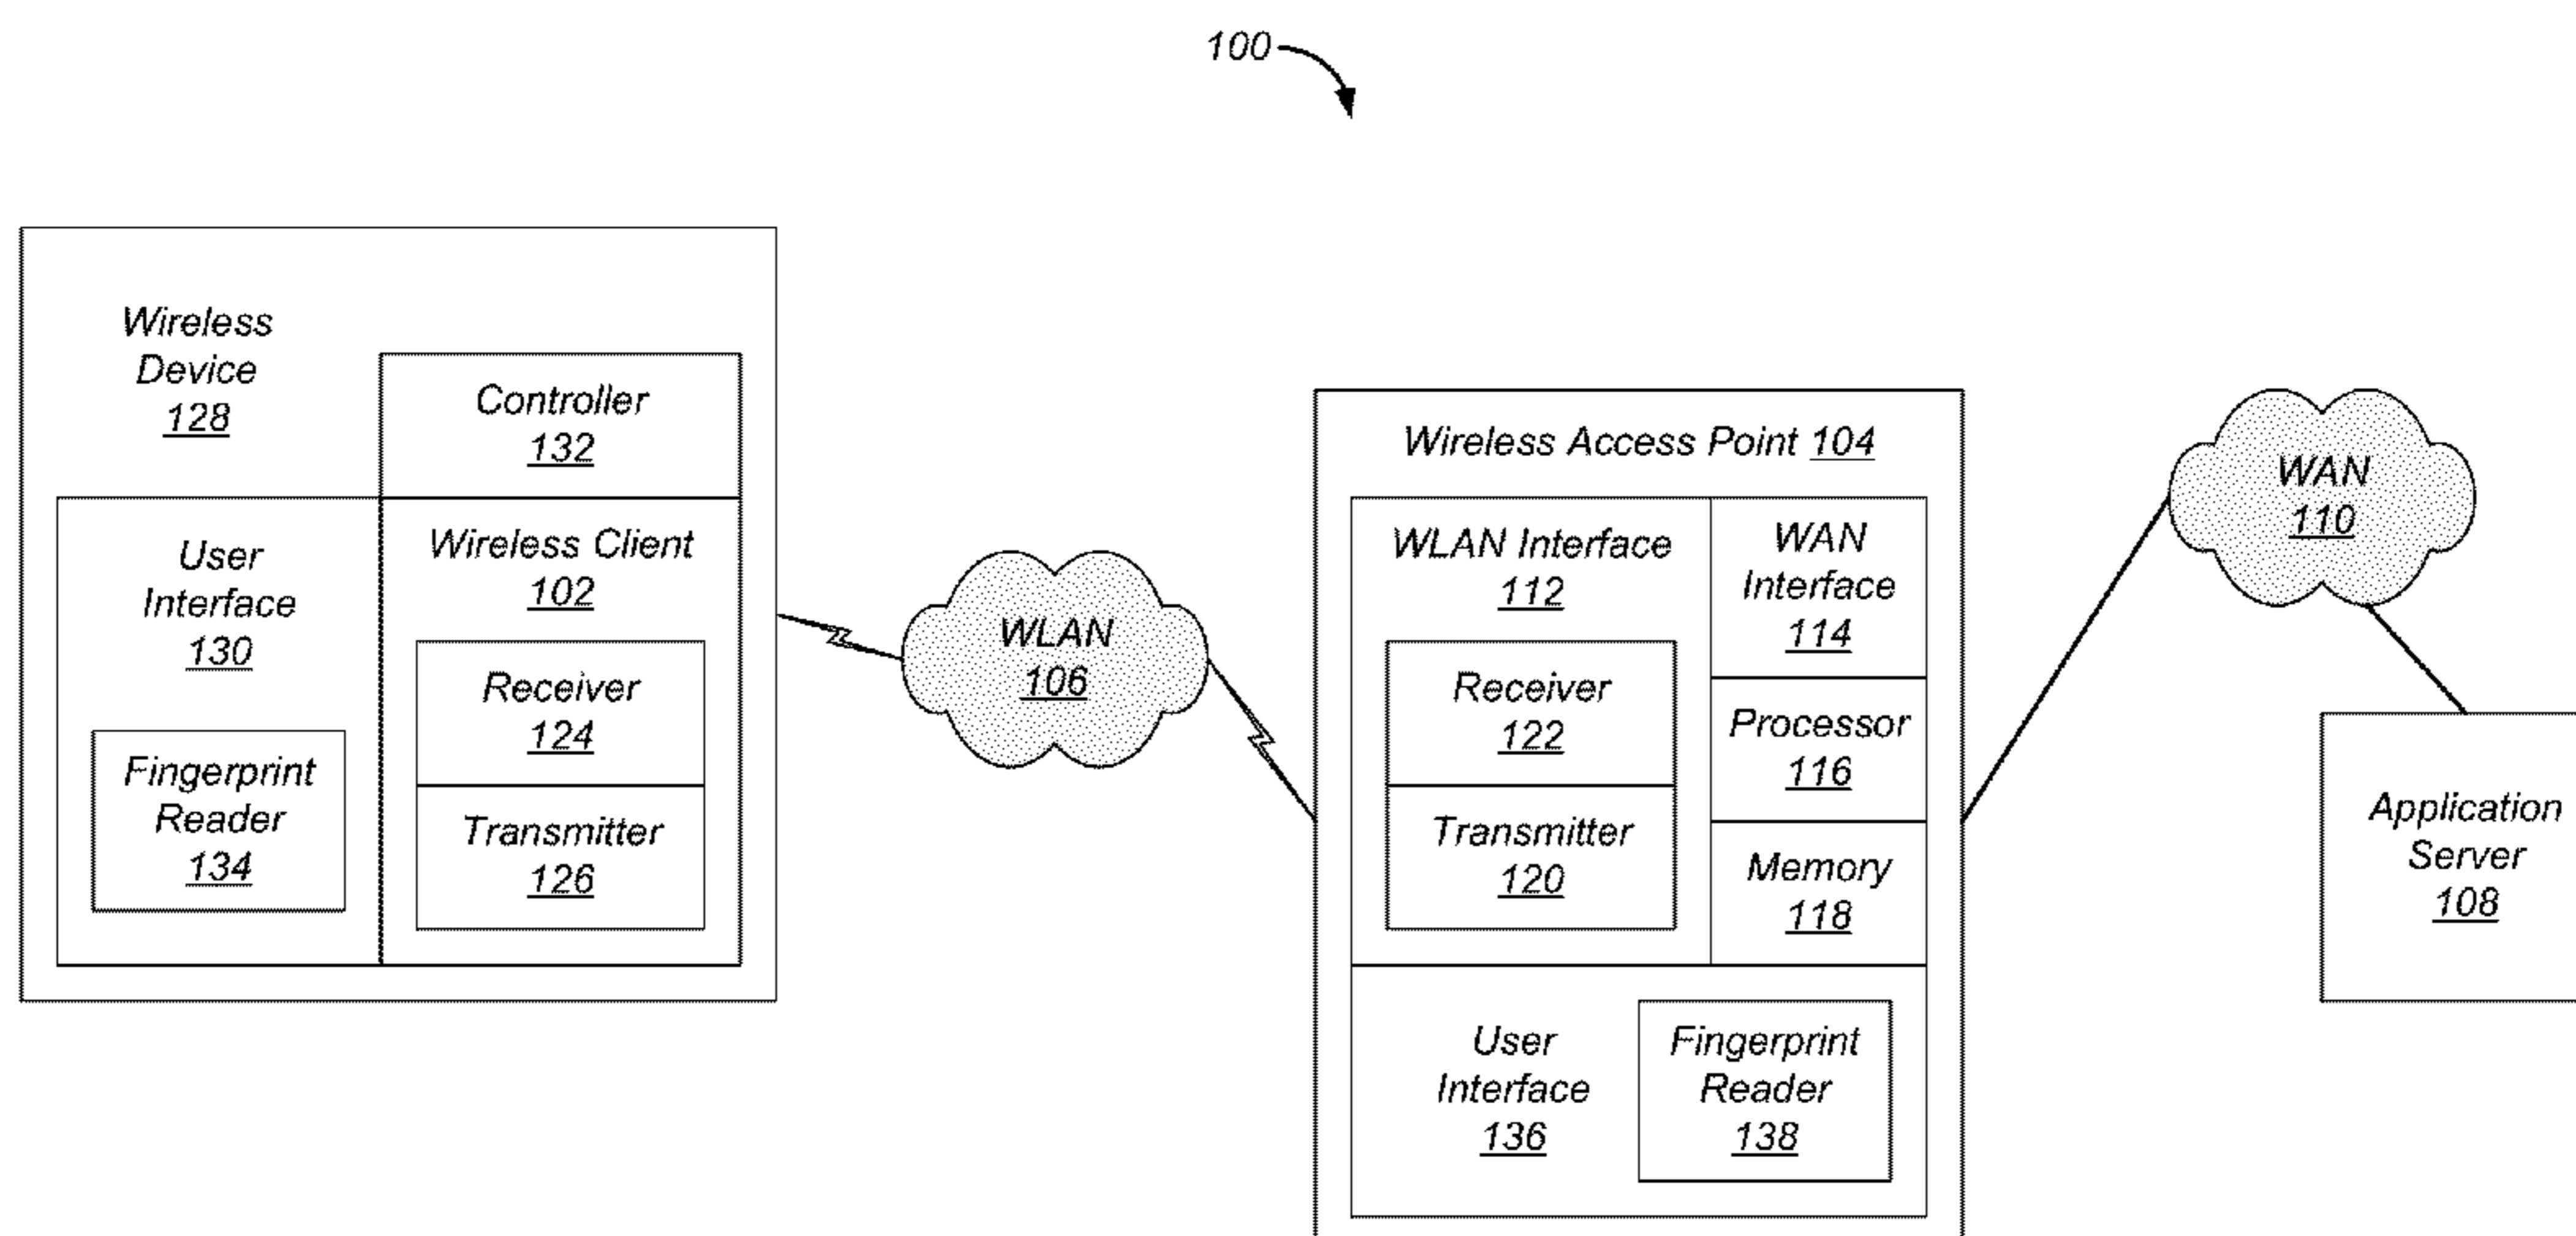 100
Wireless
Device
128
Controller
132
User
Interface
130
Fingerprint
Reader
134
Wireless Client
102
Receiver
124
Transmitter
126
WLAN
106
Wireless Access Point 104
WLAN Interface
112
Receiver
122
Transmitter
120
WAN
Interface
114
Processor
116
Memory
118
User
Interface
136
Fingerprint
Reader
138
WAN
110
Application
Server
108